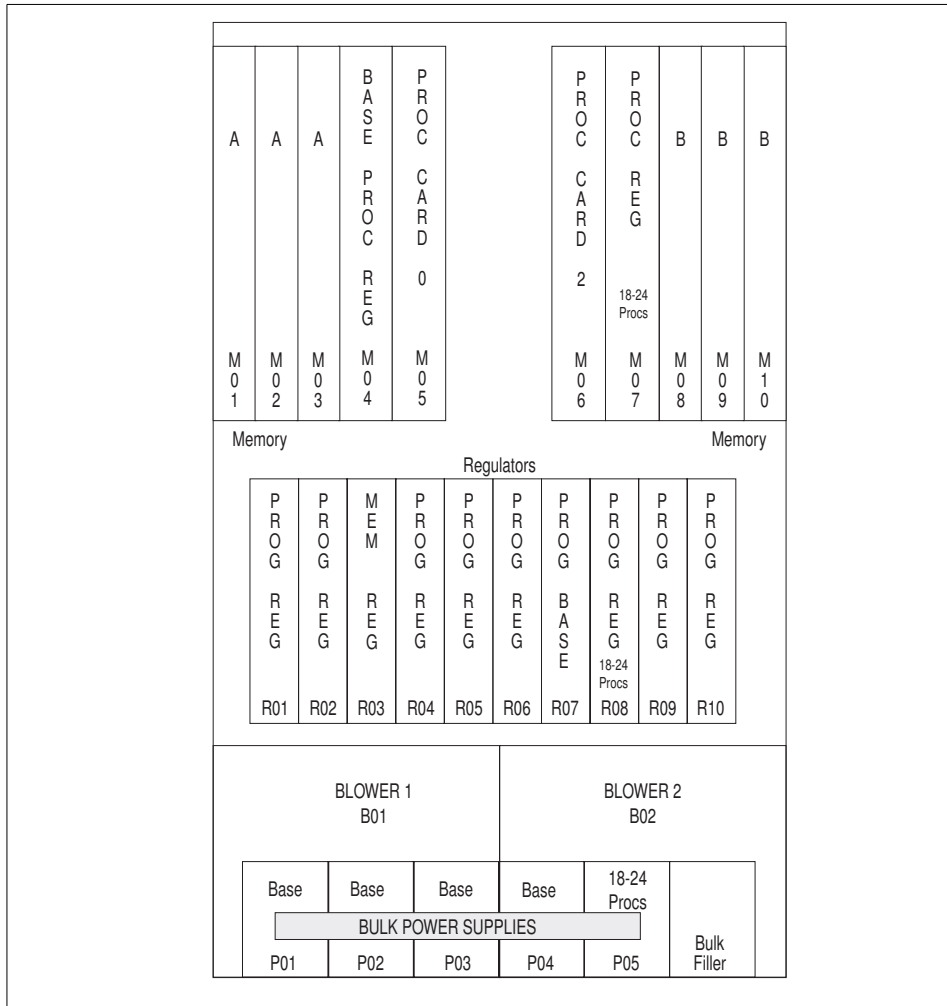 A
M01
A
M02
A
M03
BASE PROC REG
M04
PROC CARD 0
M05
PROC CARD 2
M06
PROC REG
18-24
Procs
M07
B
M08
B
M09
B
M10
Memory
Memory
Regulators
PROG REG
R01
PROG REG
R02
MEM REG
R03
PROG REG
R04
PROG REG
R05
PROG REG
R06
PROG BASE
R07
PROG REG
18-24
Procs
R08
PROG REG
R09
PROG REG
R10
BLOWER 1
B01
BLOWER 2
B02
Base
Base
Base
Base
18-24
Procs
BULK POWER SUPPLIES
P01
P02
P03
P04
P05
Bulk
Filler